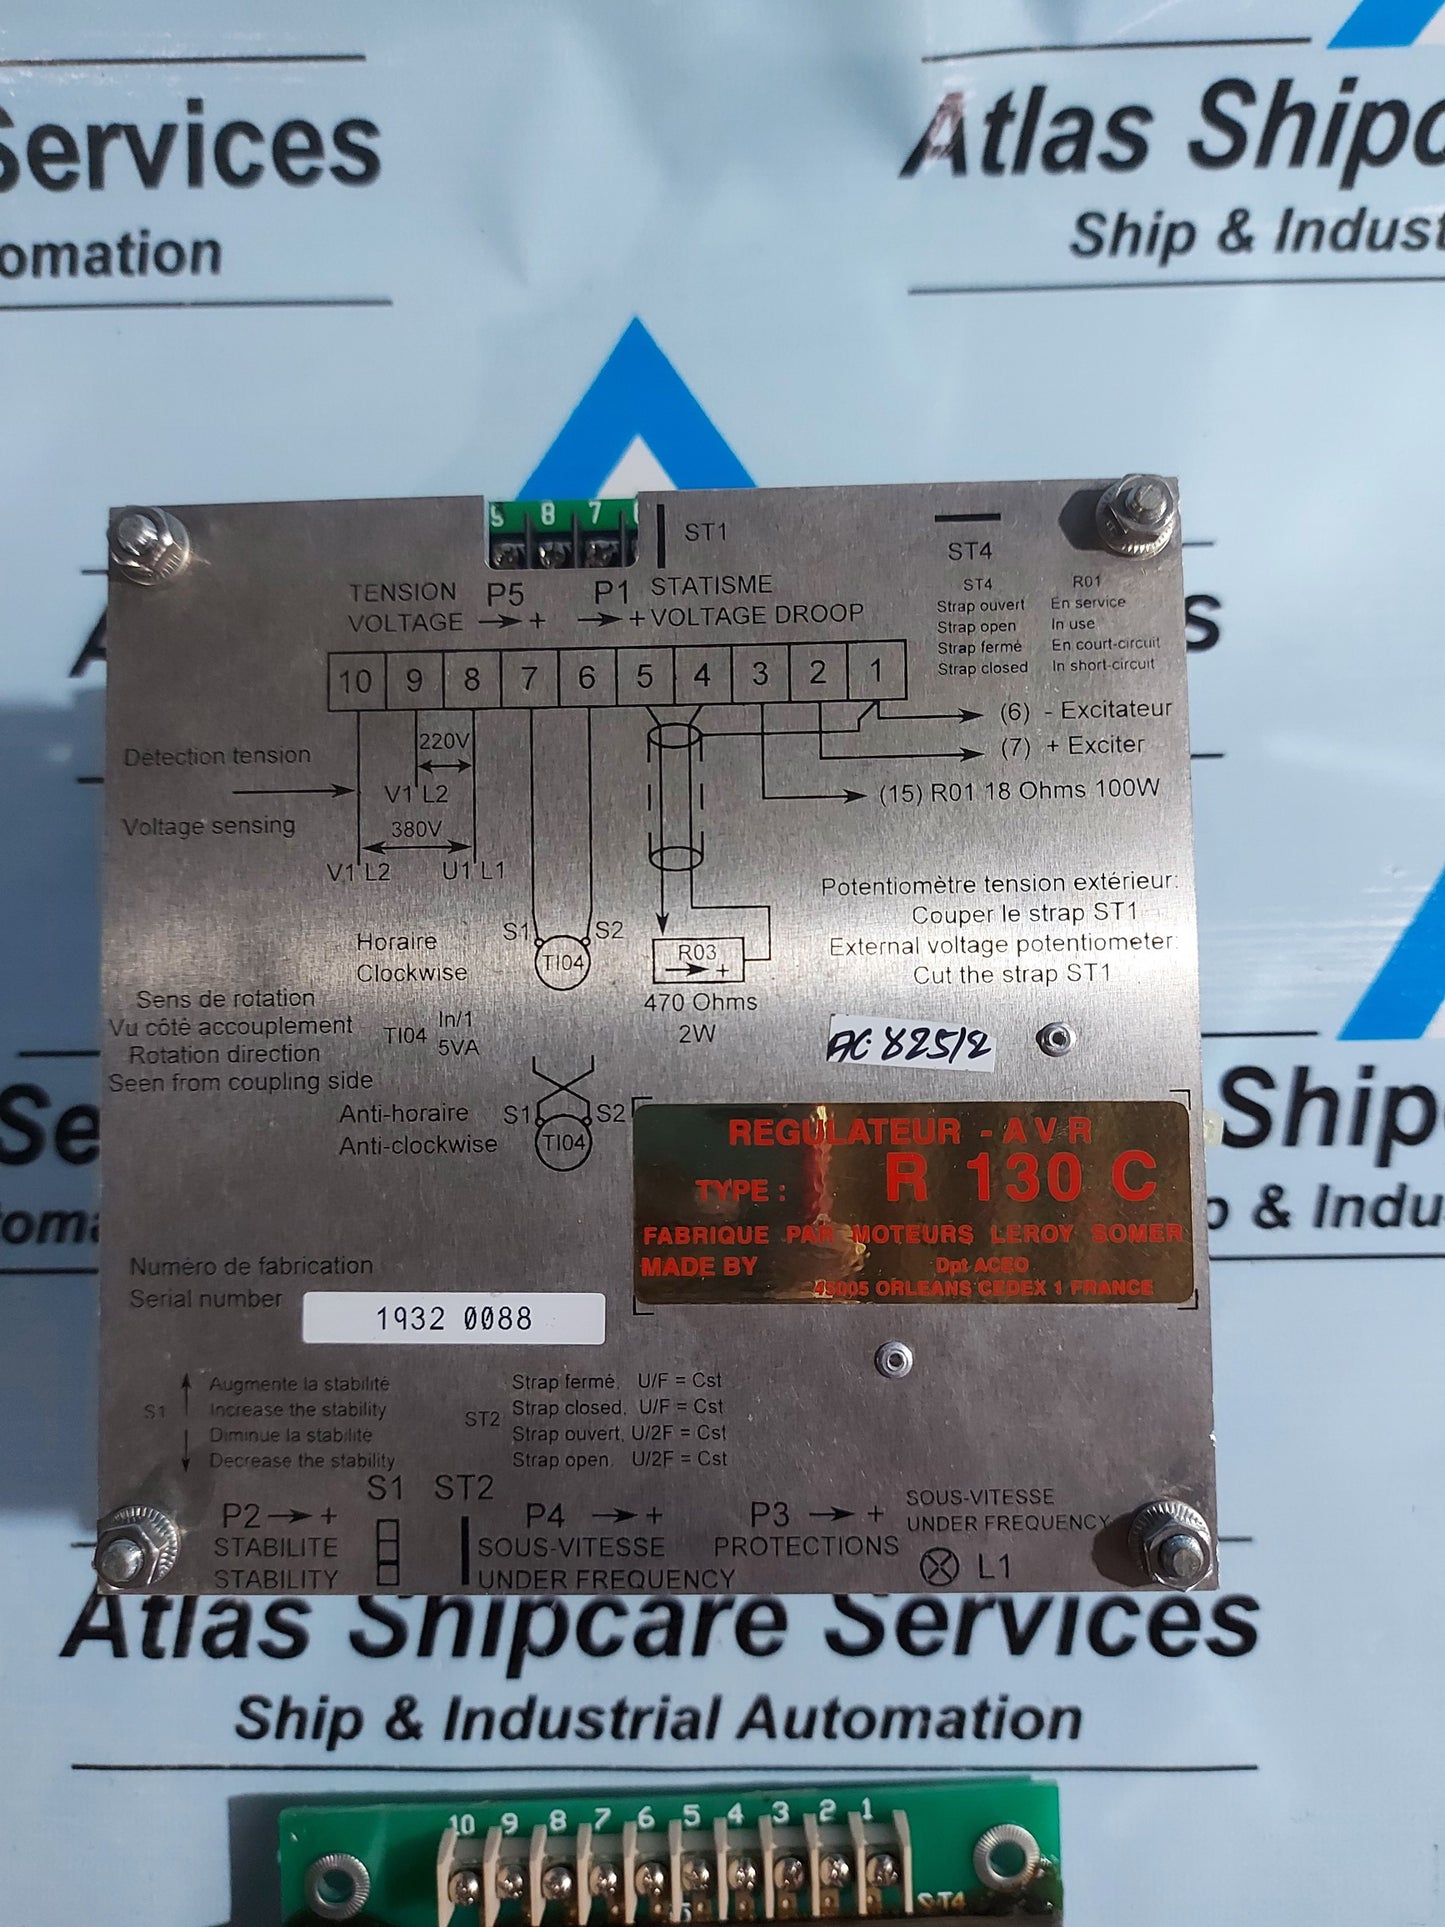 Services
Automation
Atlas Shipc
Ship & Indust
5 8 7
ST1
ST4
TENSION P5 P1 STATISME
VOLTAGE + + VOLTAGE DROOP
ST4 R01
Strap ouvert En service
Strap open In use
Strap fermé En court-circuit
Strap closed In short-circuit
10 9 8 7 6 5 4 3 2 1
(6) - Excitateur
(7) + Exciter
(15) R01 18 Ohms 100W
Détection tension
220V
V1 L2
Voltage sensing
380V
V1 L2 U1 L1
Potentiomètre tension extérieur:
Couper le strap ST1
External voltage potentiometer:
Cut the strap ST1
Horaire S1 S2
Clockwise TI04
R03
+
470 Ohms
2W
Sens de rotation
Vu côté accouplement
Rotation direction
Seen from coupling side
TI04 In/1
5VA
AC 825/2
Anti-horaire S1 S2
Anti-clockwise TI04
REGULATEUR - A V R
TYPE : R 130 C
FABRIQUE PAR MOTEURS LEROY SOMER
MADE BY Dpt ACEO
45005 ORLEANS CEDEX 1 FRANCE
Numéro de fabrication
Serial number
1932 0088
S1
Augmente la stabilité
Increase the stability
Diminue la stabilité
Decrease the stability
ST2
Strap fermé, U/F = Cst
Strap closed, U/F = Cst
Strap ouvert, U/2F = Cst
Strap open, U/2F = Cst
S1 ST2
P2 +
STABILITE
STABILITY
P4 +
SOUS-VITESSE
UNDER FREQUENCY
P3 +
PROTECTIONS
SOUS-VITESSE
UNDER FREQUENCY
L1
Ship
& Indu
Atlas Shipcare Services
Ship & Industrial Automation
10 9 8 7 6 5 4 3 2 1
ST4